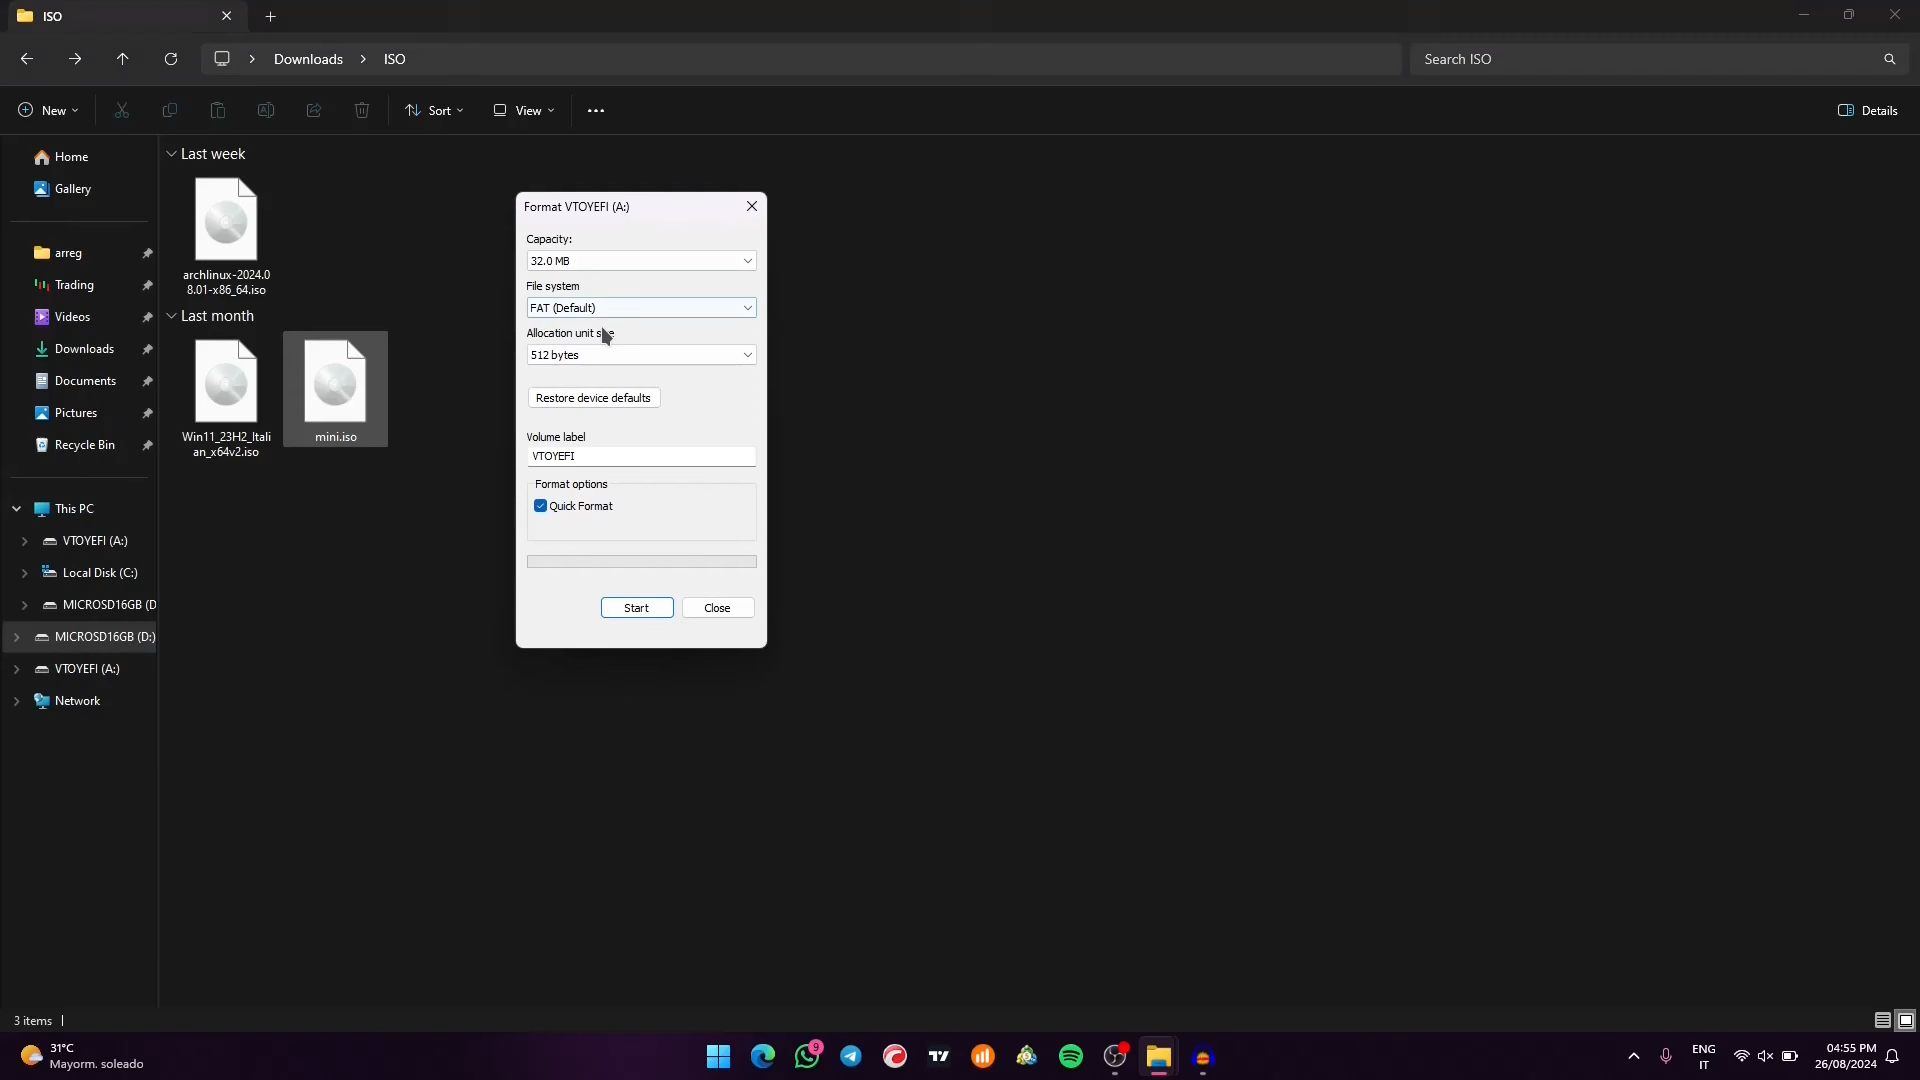 ISO
Downloads
ISO
Search ISO
New
Sort
View
Details
Home
Gallery
arreg
Trading
Videos
Downloads
Documents
Pictures
Recycle Bin
This PC
VTOYEFI (A:)
Local Disk (C:)
MICROSD16GB (D
MICROSD16GB (D:)
VTOYEFI (A:)
Network
Last week
archlinux-2024.0
8.01-x86_64.iso
Last month
Win11_23H2_Itali
an_x64v2.iso
mini.iso
Format VTOYEFI (A:)
Capacity:
32.0 MB
File system
FAT (Default)
Allocation unit size
512 bytes
Restore device defaults
Volume label
VTOYEFI
Format options
Quick Format
Start
Close
3 items
31°C
Mayorm. soleado
9
ENG
IT
04:55 PM
26/08/2024